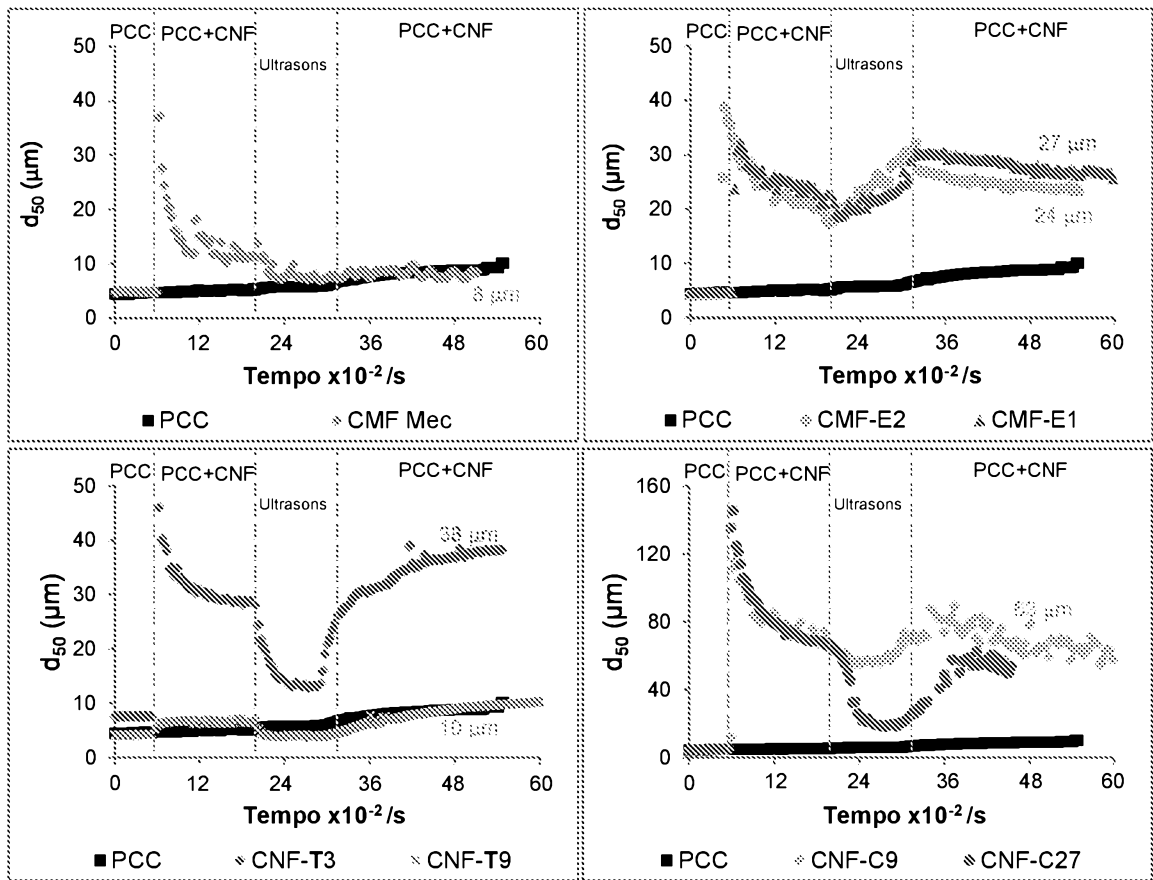 PCC PCC+CNF PCC+CNF
50
Ultrasons
40
30
20
10
0
d50 (µm)
8 µm
0 12 24 36 48 60
Tempo x10-2 /s
PCC CMF Mec
PCC PCC+CNF PCC+CNF
50
Ultrasons
40
30
20
10
0
d50 (µm)
27 µm
24 µm
0 12 24 36 48 60
Tempo x10-2 /s
PCC CMF-E2 CMF-E1
PCC PCC+CNF PCC+CNF
50
Ultrasons
40
30
20
10
0
d50 (µm)
38 µm
10 µm
0 12 24 36 48 60
Tempo x10-2 /s
PCC CNF-T3 CNF-T9
PCC PCC+CNF PCC+CNF
160
Ultrasons
120
80
40
0
d50 (µm)
µm
0 12 24 36 48 60
Tempo x10-2 /s
PCC CNF-C9 CNF-C27